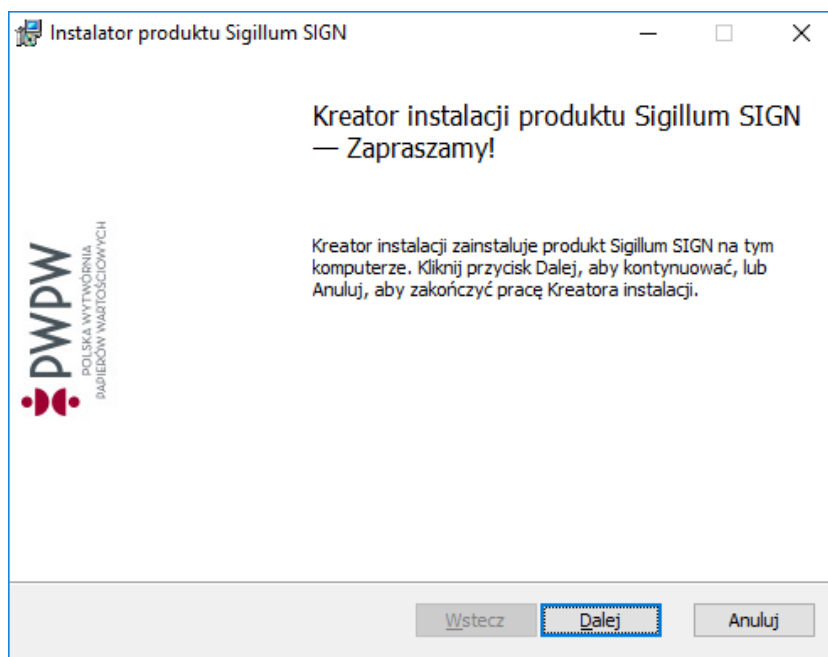 Instalator produktu Sigillum SIGN
Kreator instalacji produktu Sigillum SIGN
— Zapraszamy!
Kreator instalacji zainstaluje produkt Sigillum SIGN na tym
komputerze. Kliknij przycisk Dalej, aby kontynuować, lub
Anuluj, aby zakończyć pracę Kreatora instalacji.
PWPW
POLSKA WYTWÓRNIA
PAPIERÓW WARTOŚCIOWYCH
Wstecz
Dalej
Anuluj